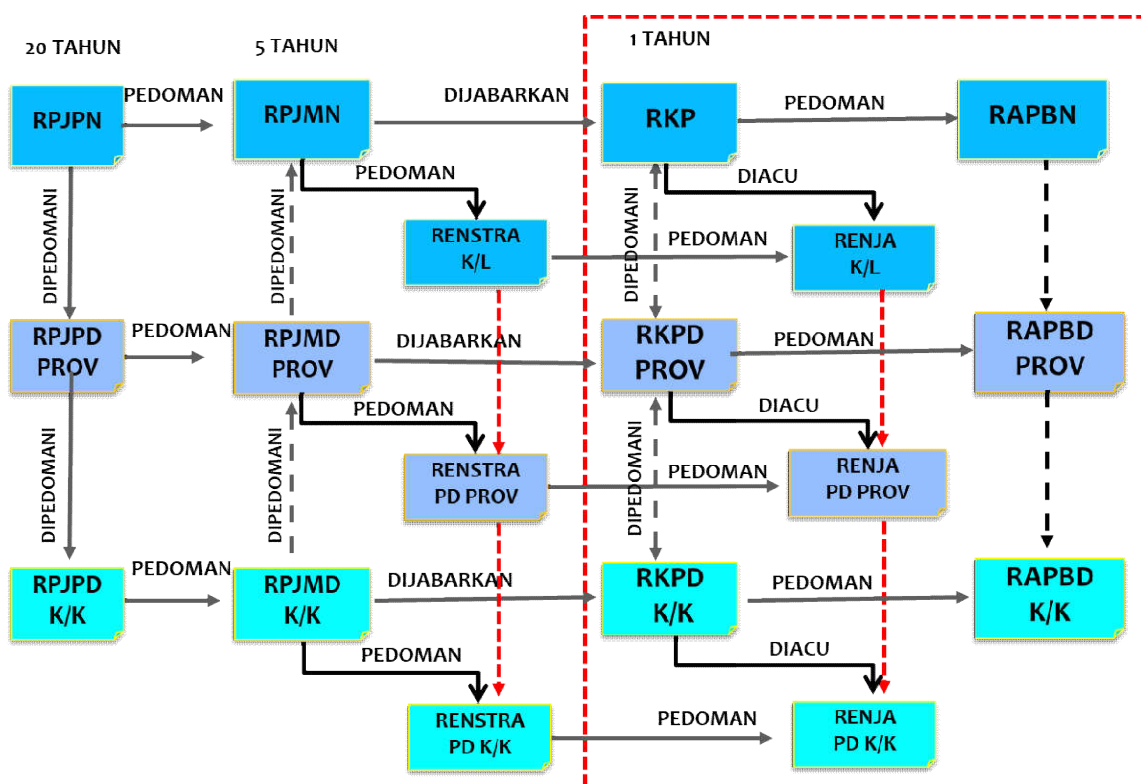 20 TAHUN
5 TAHUN
1 TAHUN
RPJPN
PEDOMAN
RPJMN
DIJABARKAN
RKP
PEDOMAN
RAPBN
DIPEDOMANI
DIPEDOMANI
PEDOMAN
RENSTRA
K/L
PEDOMAN
DIPEDOMANI
DIACU
RENJA
K/L
RPJPD
PROV
PEDOMAN
RPJMD
PROV
DIJABARKAN
RKPD
PROV
PEDOMAN
RAPBD
PROV
DIPEDOMANI
DIPEDOMANI
PEDOMAN
RENSTRA
PD PROV
PEDOMAN
DIPEDOMANI
DIACU
RENJA
PD PROV
RPJPD
K/K
PEDOMAN
RPJMD
K/K
DIJABARKAN
RKPD
K/K
PEDOMAN
RAPBD
K/K
PEDOMAN
RENSTRA
PD K/K
PEDOMAN
DIACU
RENJA
PD K/K